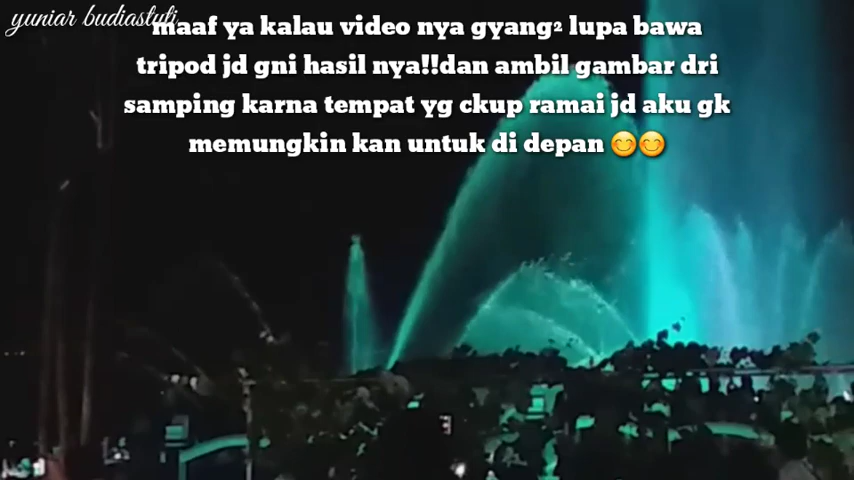 yuniar budiastuti
maaf ya kalau video nya gyang² lupa bawa
tripod jd gni hasil nya!!dan ambil gambar dri
samping karna tempat yg ckup ramai jd aku gk
memungkin kan untuk di depan 😊😊